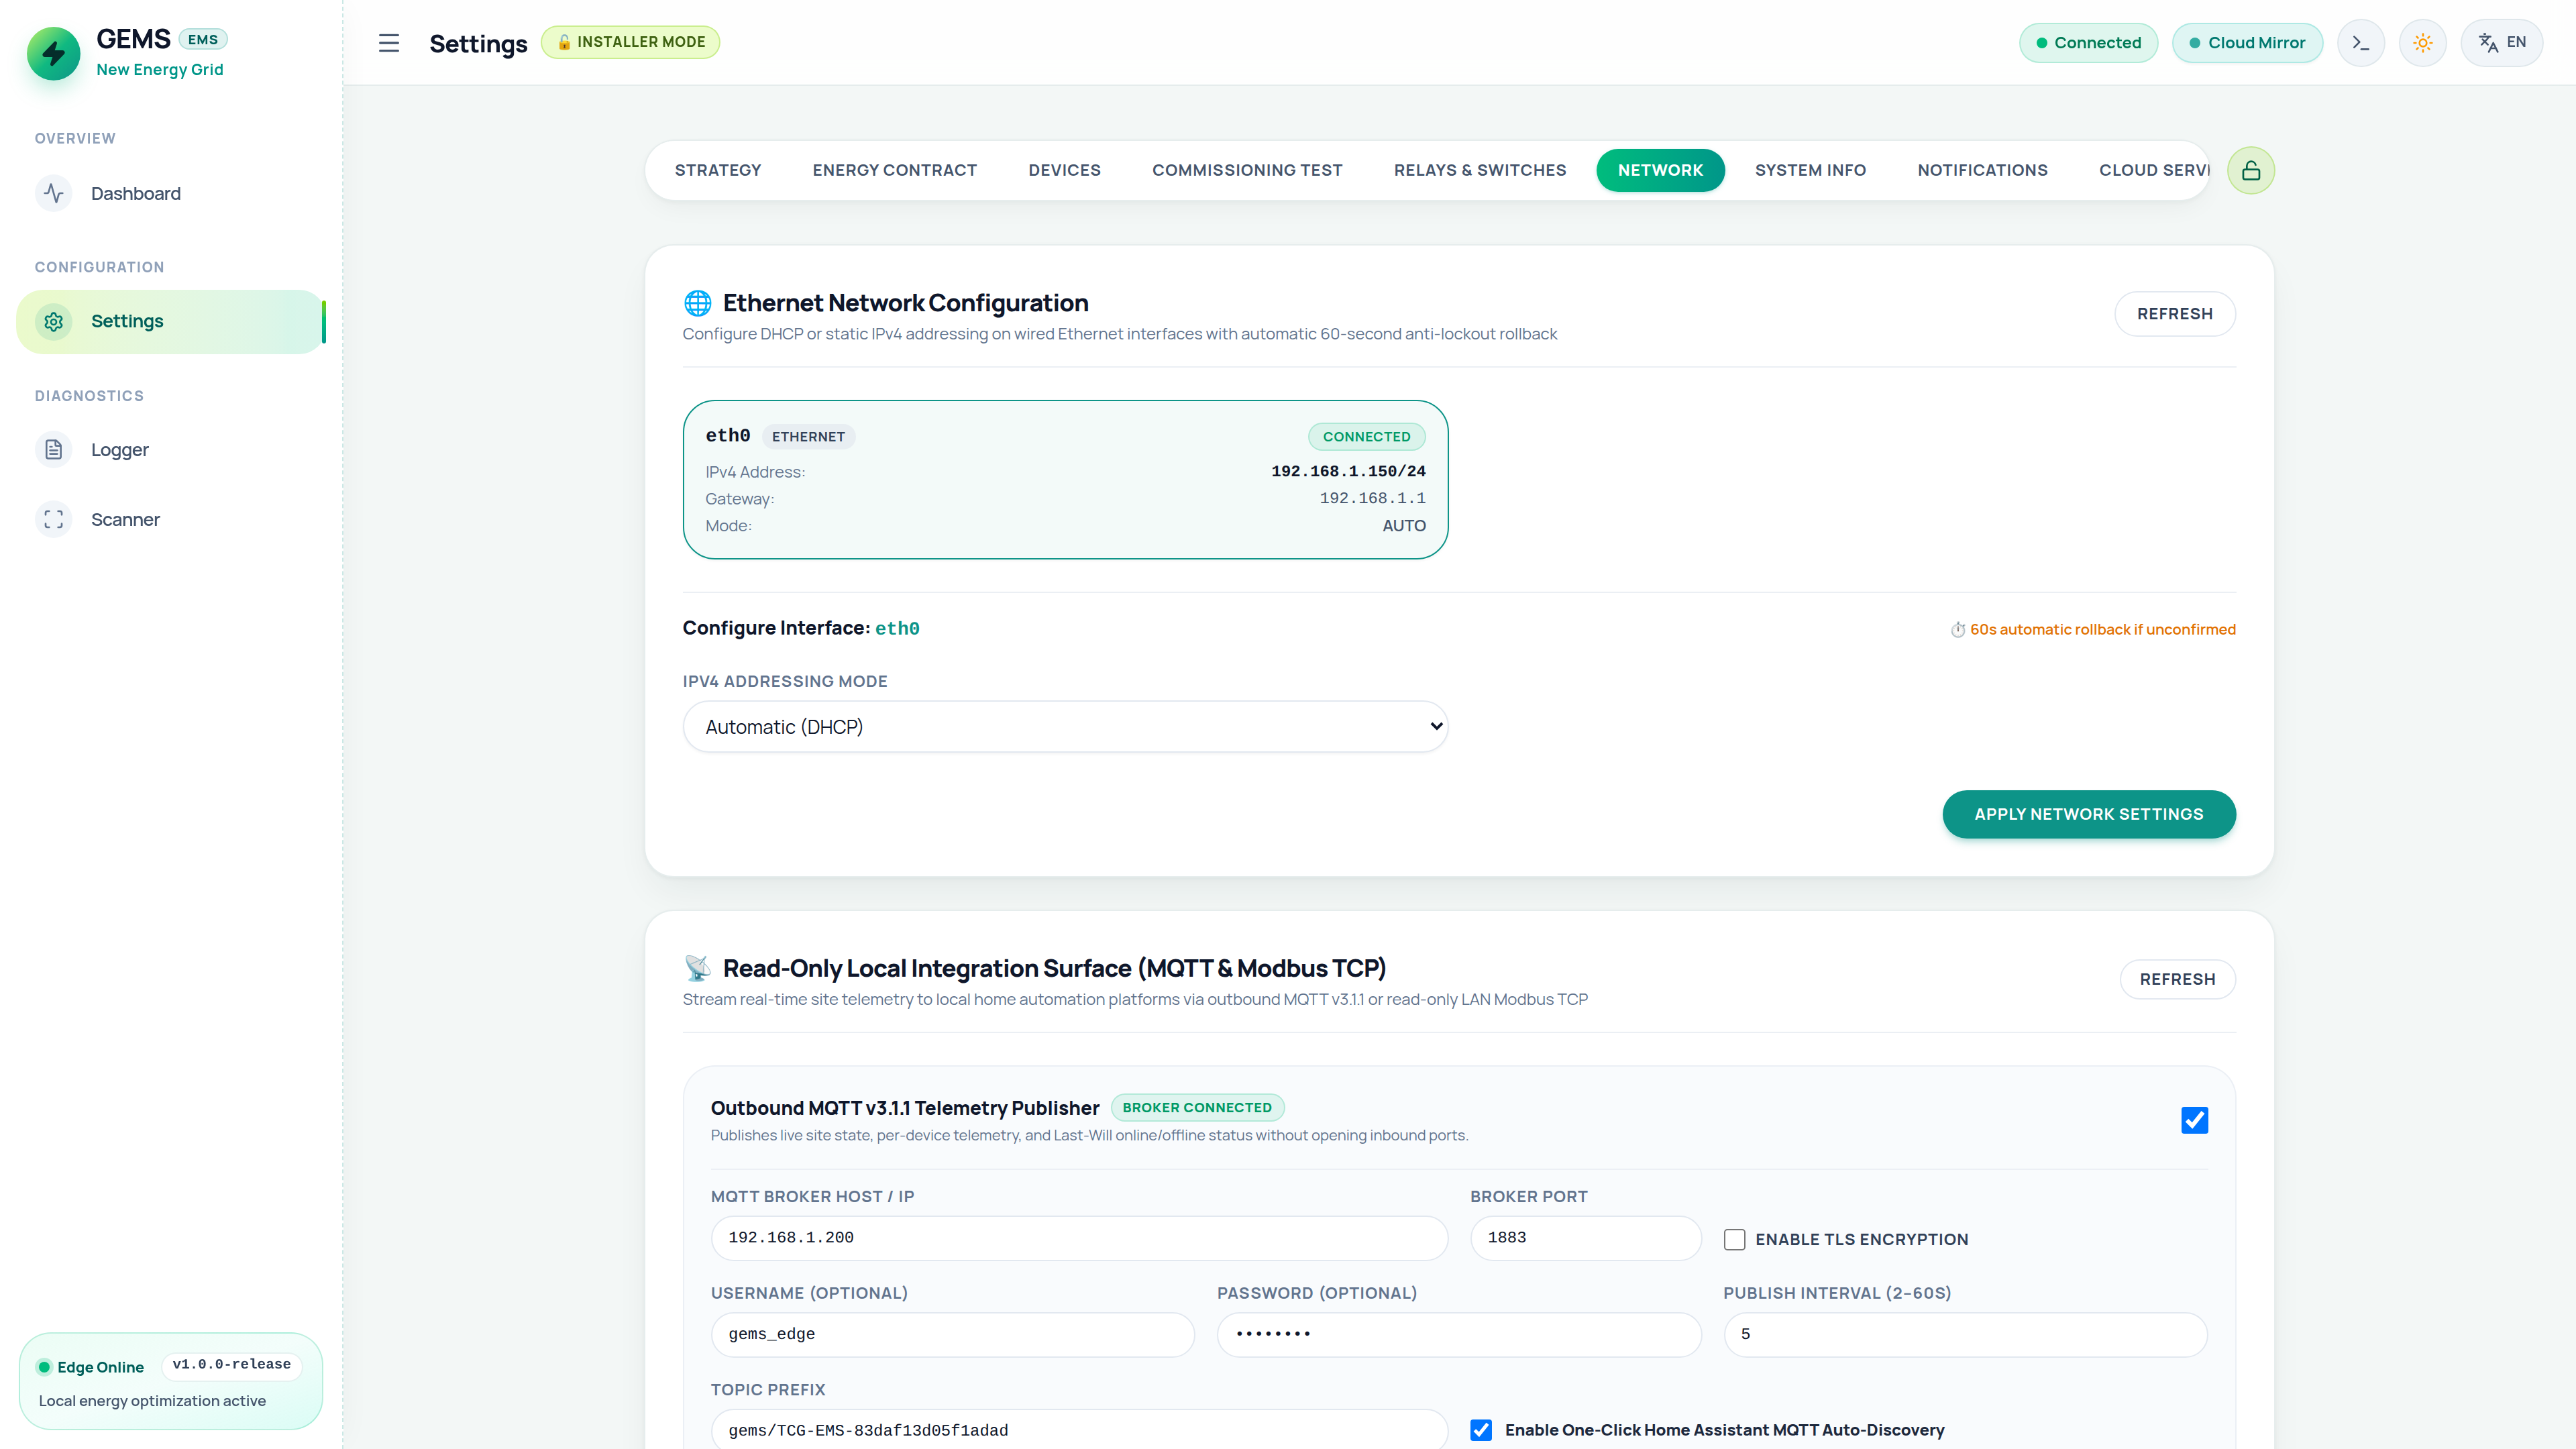 GEMS EMS
New Energy Grid
OVERVIEW
Dashboard
CONFIGURATION
Settings
DIAGNOSTICS
Logger
Scanner
Edge Online v1.0.0-release
Local energy optimization active
Settings INSTALLER MODE
Connected Cloud Mirror EN
STRATEGY ENERGY CONTRACT DEVICES COMMISSIONING TEST RELAYS & SWITCHES NETWORK SYSTEM INFO NOTIFICATIONS CLOUD SERVI
Ethernet Network Configuration
Configure DHCP or static IPv4 addressing on wired Ethernet interfaces with automatic 60-second anti-lockout rollback
REFRESH
eth0 ETHERNET CONNECTED
IPv4 Address: 192.168.1.150/24
Gateway: 192.168.1.1
Mode: AUTO
Configure Interface: eth0
60s automatic rollback if unconfirmed
IPV4 ADDRESSING MODE
Automatic (DHCP)
APPLY NETWORK SETTINGS
Read-Only Local Integration Surface (MQTT & Modbus TCP)
Stream real-time site telemetry to local home automation platforms via outbound MQTT v3.1.1 or read-only LAN Modbus TCP
REFRESH
Outbound MQTT v3.1.1 Telemetry Publisher BROKER CONNECTED
Publishes live site state, per-device telemetry, and Last-Will online/offline status without opening inbound ports.
MQTT BROKER HOST / IP BROKER PORT
192.168.1.200 1883 ENABLE TLS ENCRYPTION
USERNAME (OPTIONAL) PASSWORD (OPTIONAL) PUBLISH INTERVAL (2–60S)
gems_edge •••••••• 5
TOPIC PREFIX
gems/TCG-EMS-83daf13d05f1adad Enable One-Click Home Assistant MQTT Auto-Discovery